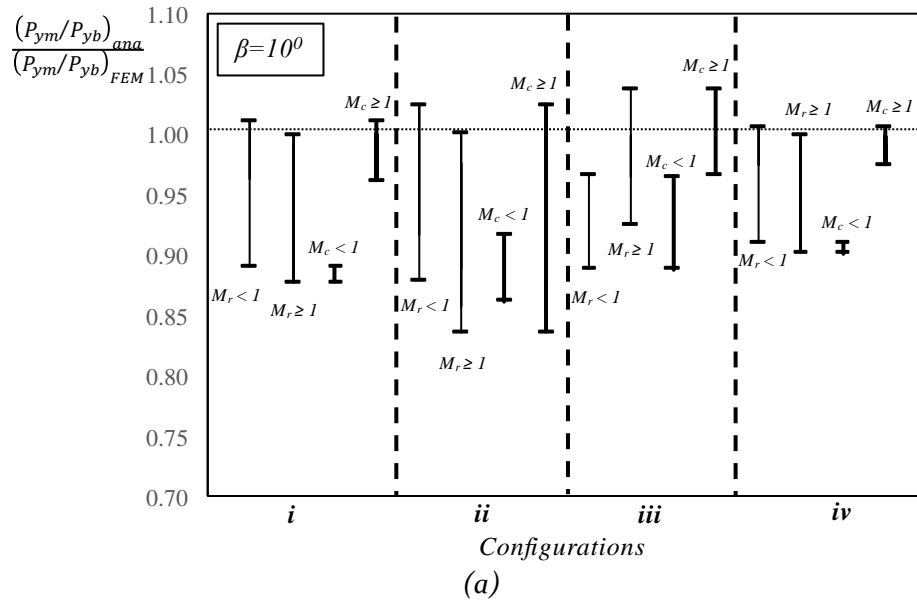 (P_ym/P_yb)_ana
(P_ym/P_yb)_FEM
β=10⁰
1.10
1.05
1.00
0.95
0.90
0.85
0.80
0.75
0.70
M_r < 1
M_r ≥ 1
M_c < 1
M_c ≥ 1
M_r < 1
M_r ≥ 1
M_c < 1
M_c ≥ 1
M_r < 1
M_r ≥ 1
M_c < 1
M_c ≥ 1
M_r < 1
M_r ≥ 1
M_c < 1
M_c ≥ 1
i ii iii iv
Configurations
(a)